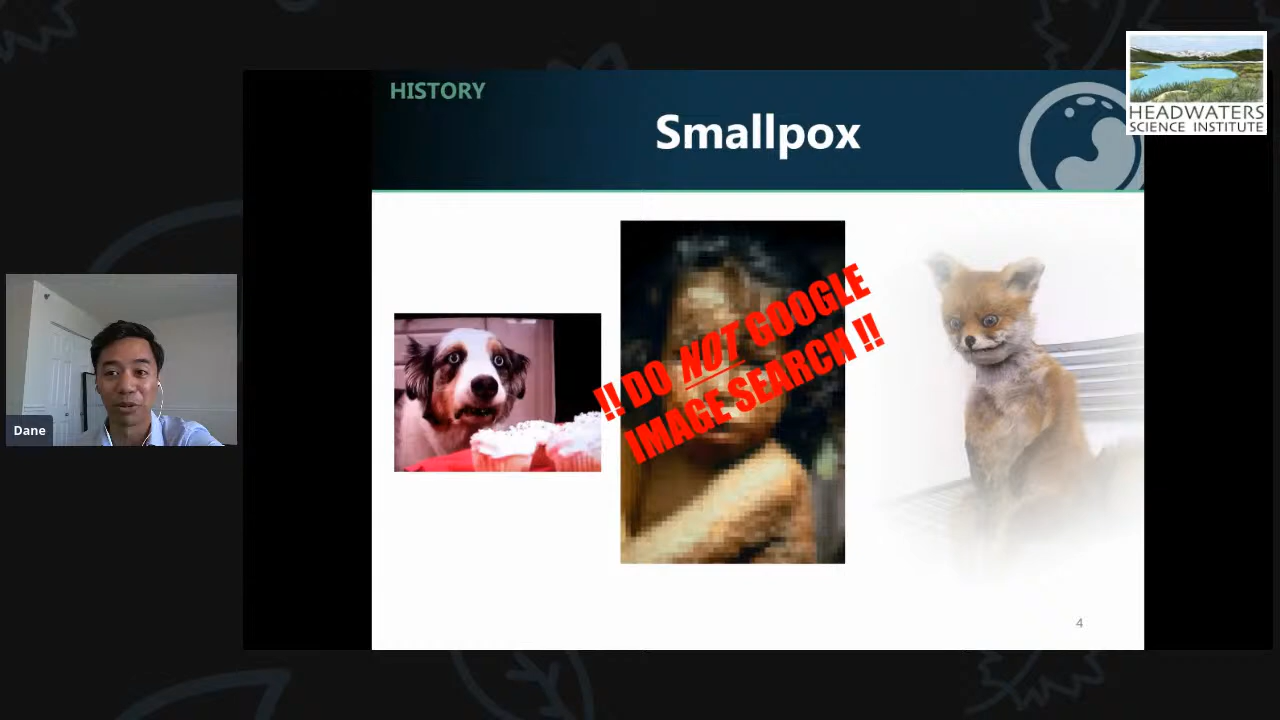 HISTORY
Smallpox
HEADWATERS
SCIENCE INSTITUTE
!! DO NOT GOOGLE
IMAGE SEARCH !!
Dane
4